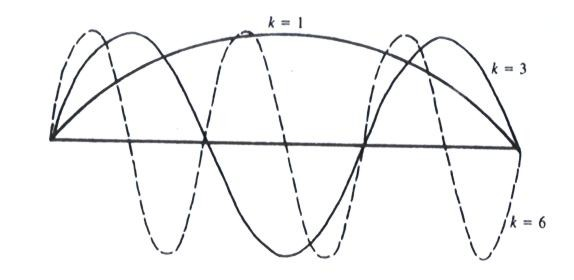 k = 1
k = 3
k = 6